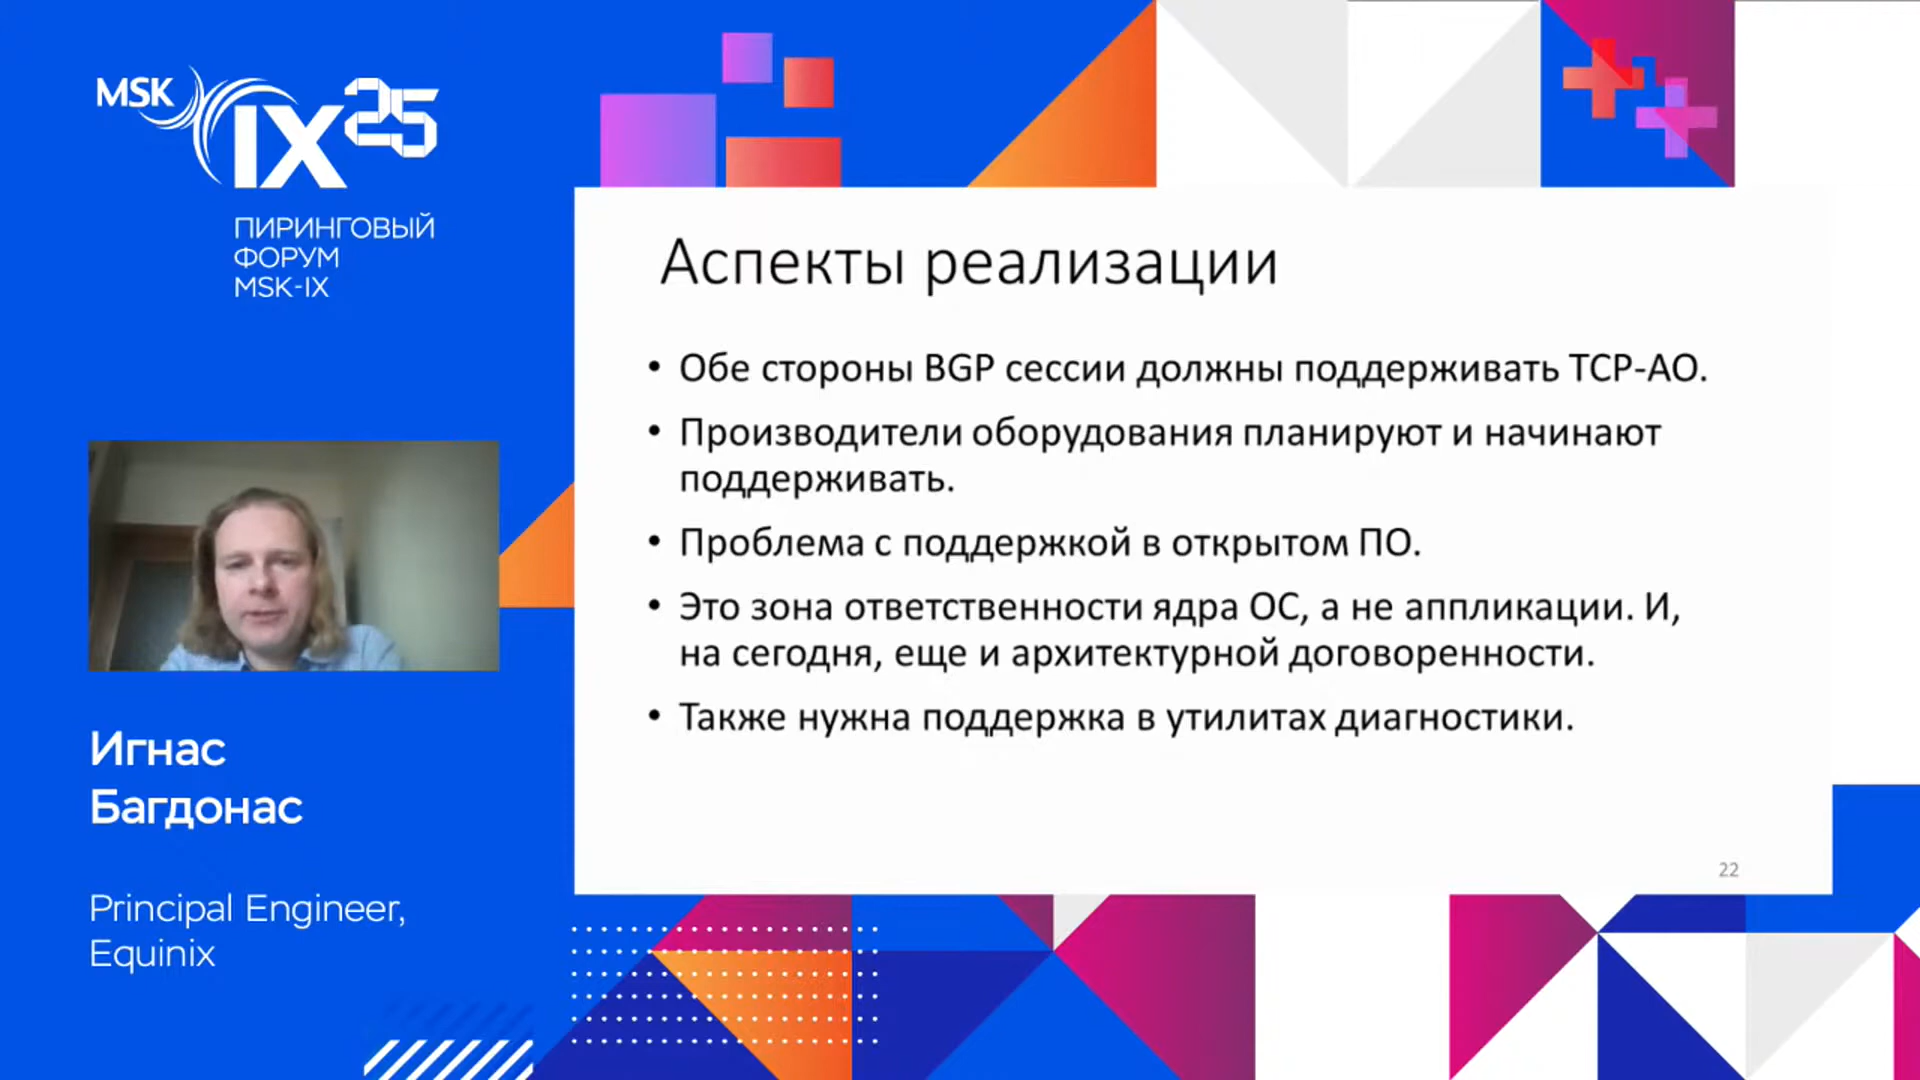 MSK
IX 25
ПИРИНГОВЫЙ
ФОРУМ
MSK-IX
Аспекты реализации
• Обе стороны BGP сессии должны поддерживать TCP-AO.
• Производители оборудования планируют и начинают
поддерживать.
• Проблема с поддержкой в открытом ПО.
• Это зона ответственности ядра ОС, а не аппликации. И,
на сегодня, еще и архитектурной договоренности.
• Также нужна поддержка в утилитах диагностики.
22
Игнас
Багдонас
Principal Engineer,
Equinix